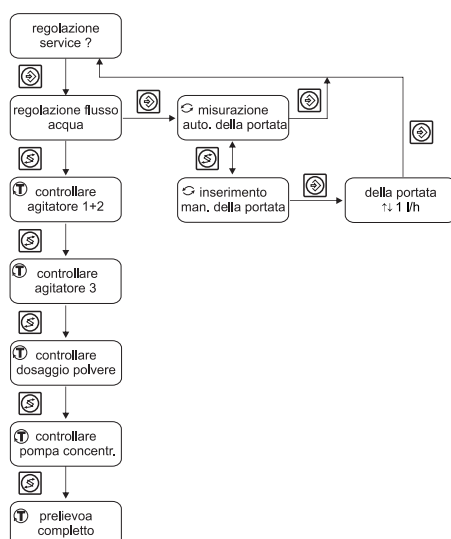 regolazione
service ?
regolazione flusso
acqua
misurazione
auto. della portata
inserimento
man. della portata
della portata
↑↓ 1 l/h
T controllare
agitatore 1+2
T controllare
agitatore 3
T controllare
dosaggio polvere
T controllare
pompa concentr.
T prelievoa
completto